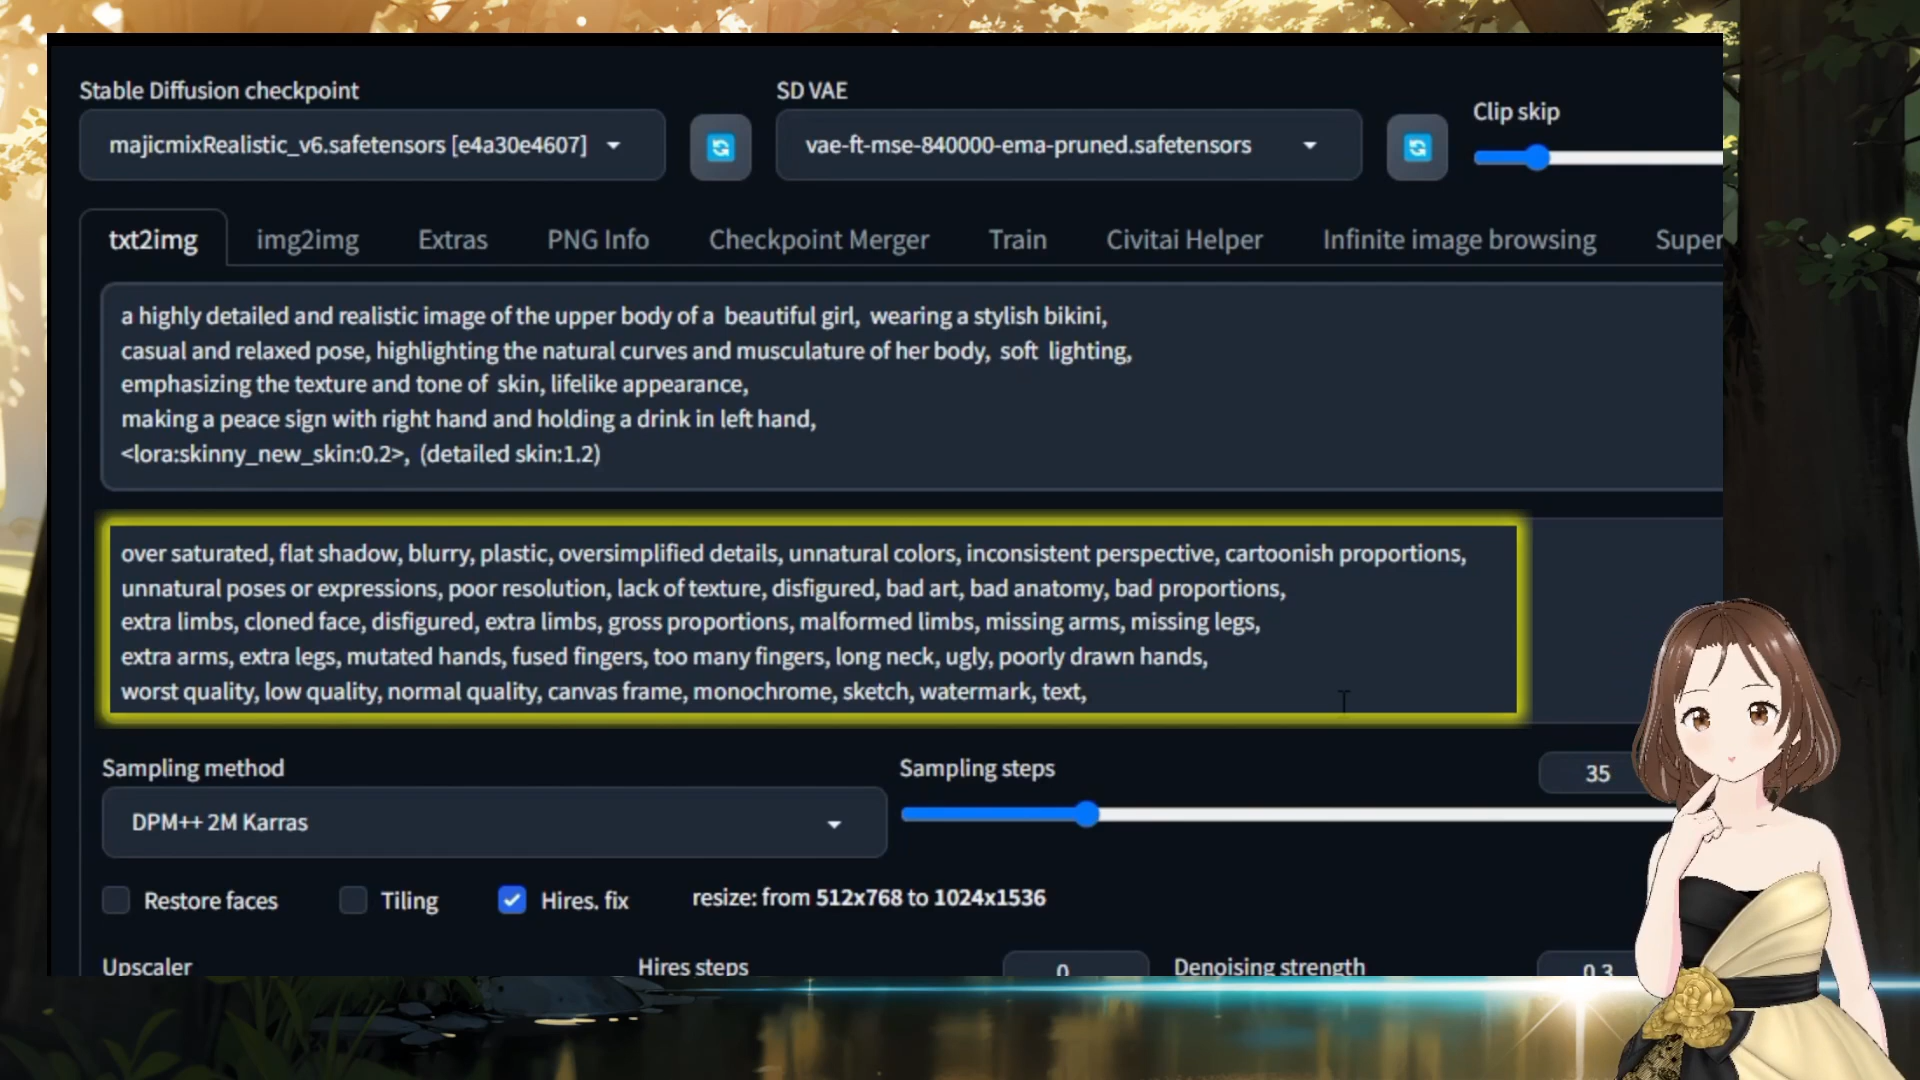 Stable Diffusion checkpoint
SD VAE
Clip skip
majicmixRealistic_v6.safetensors [e4a30e4607]
vae-ft-mse-840000-ema-pruned.safetensors
txt2img img2img Extras PNG Info Checkpoint Merger Train Civitai Helper Infinite image browsing Super
a highly detailed and realistic image of the upper body of a beautiful girl, wearing a stylish bikini,
casual and relaxed pose, highlighting the natural curves and musculature of her body, soft lighting,
emphasizing the texture and tone of skin, lifelike appearance,
making a peace sign with right hand and holding a drink in left hand,
<lora:skinny_new_skin:0.2>, (detailed skin:1.2)
over saturated, flat shadow, blurry, plastic, oversimplified details, unnatural colors, inconsistent perspective, cartoonish proportions,
unnatural poses or expressions, poor resolution, lack of texture, disfigured, bad art, bad anatomy, bad proportions,
extra limbs, cloned face, disfigured, extra limbs, gross proportions, malformed limbs, missing arms, missing legs,
extra arms, extra legs, mutated hands, fused fingers, too many fingers, long neck, ugly, poorly drawn hands,
worst quality, low quality, normal quality, canvas frame, monochrome, sketch, watermark, text,
Sampling method
Sampling steps
35
DPM++ 2M Karras
Restore faces
Tiling
Hires. fix
resize: from 512x768 to 1024x1536
Upscaler
Hires steps
0
Denoising strength
0.3